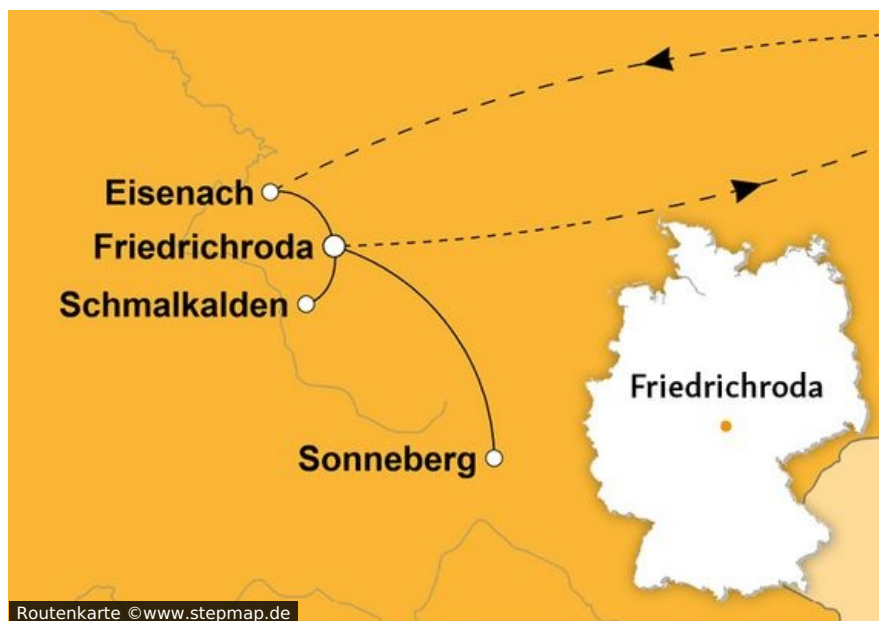 Eisenach
Friedrichroda
Schmalkalden
Sonneberg
Friedrichroda
Routenkarte ©www.stepmap.de